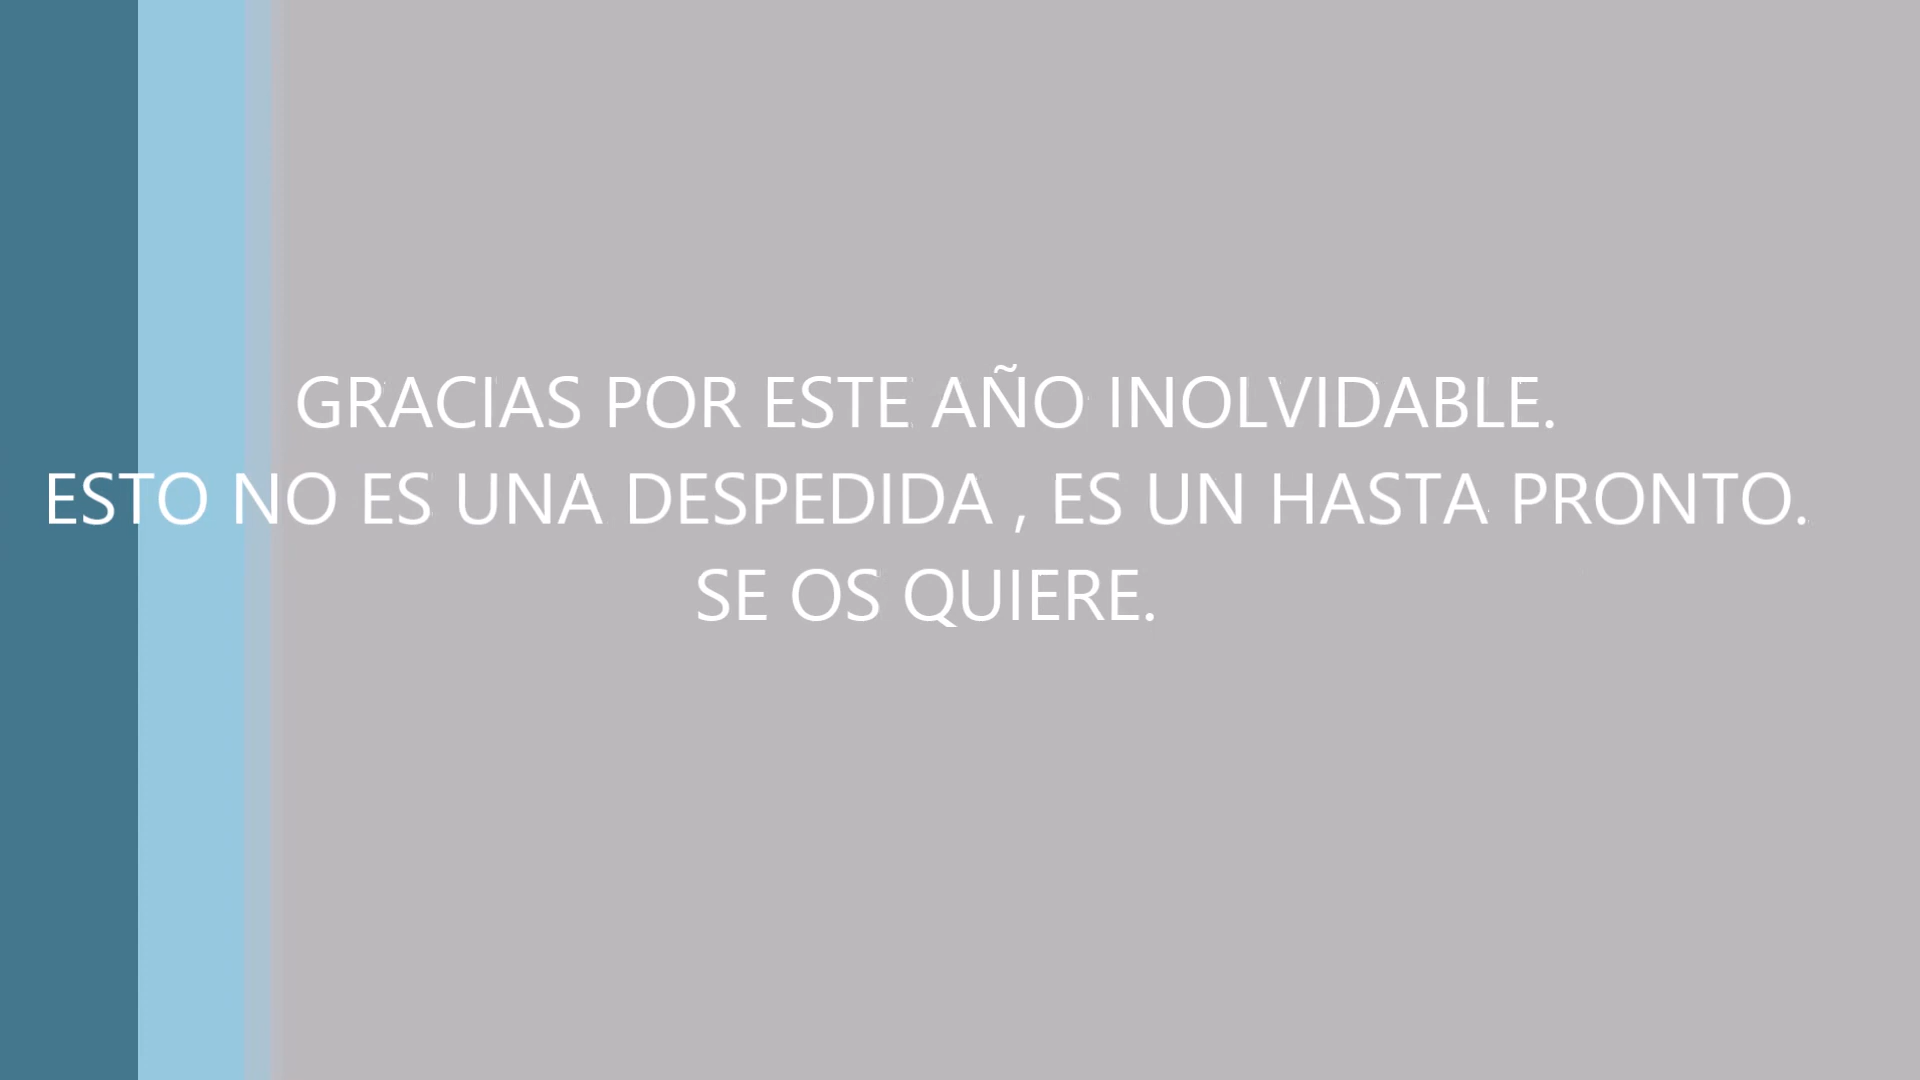 GRACIAS POR ESTE AÑO INOLVIDABLE.
ESTO NO ES UNA DESPEDIDA , ES UN HASTA PRONTO.
SE OS QUIERE.